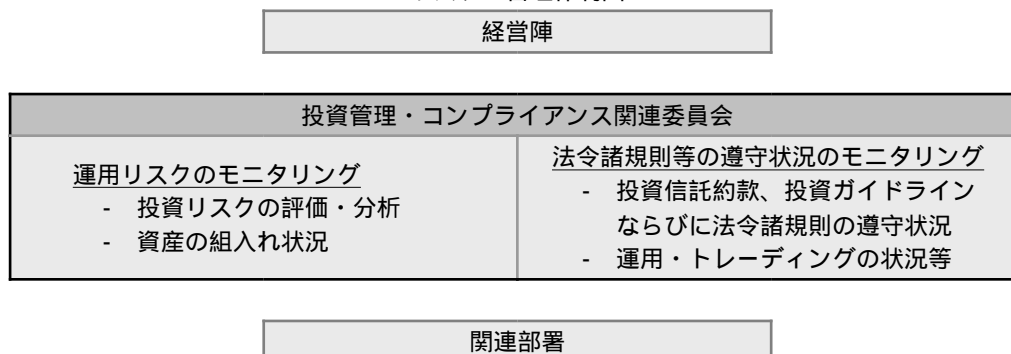 経営陣
投資管理・コンプライアンス関連委員会
運用リスクのモニタリング
- 投資リスクの評価・分析
- 資産の組入れ状況
法令諸規則等の遵守状況のモニタリング
- 投資信託約款、投資ガイドライン
ならびに法令諸規則の遵守状況
- 運用・トレーディングの状況等
関連部署